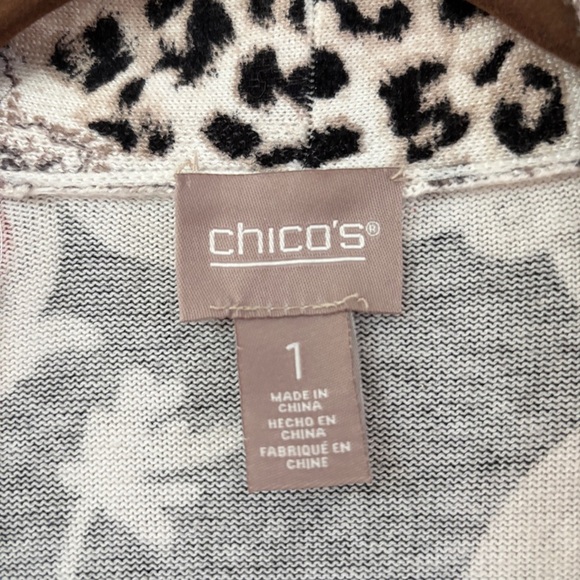 chico's®
1
MADE IN
CHINA
HECHO EN
CHINA
FABRIQUÉ EN
CHINE